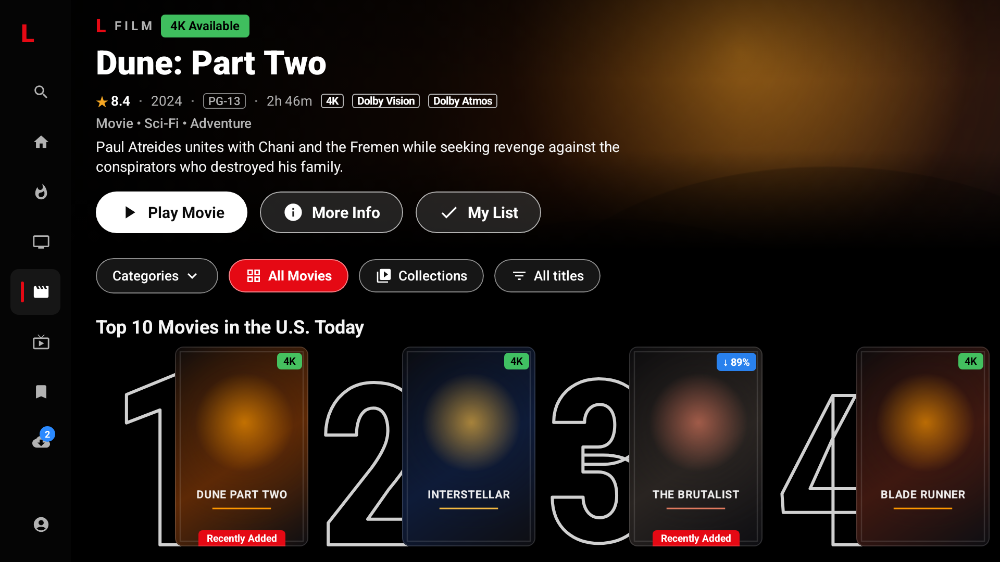 L
L FILM 4K Available
Dune: Part Two
★ 8.4 · 2024 · PG-13 · 2h 46m 4K Dolby Vision Dolby Atmos
Movie • Sci-Fi • Adventure
Paul Atreides unites with Chani and the Fremen while seeking revenge against the
conspirators who destroyed his family.
Play Movie More Info My List
Categories All Movies Collections All titles
Top 10 Movies in the U.S. Today
1 4K
DUNE PART TWO
Recently Added
2 4K
INTERSTELLAR
3 ↓ 89%
THE BRUTALIST
Recently Added
4 4K
BLADE RUNNER
2